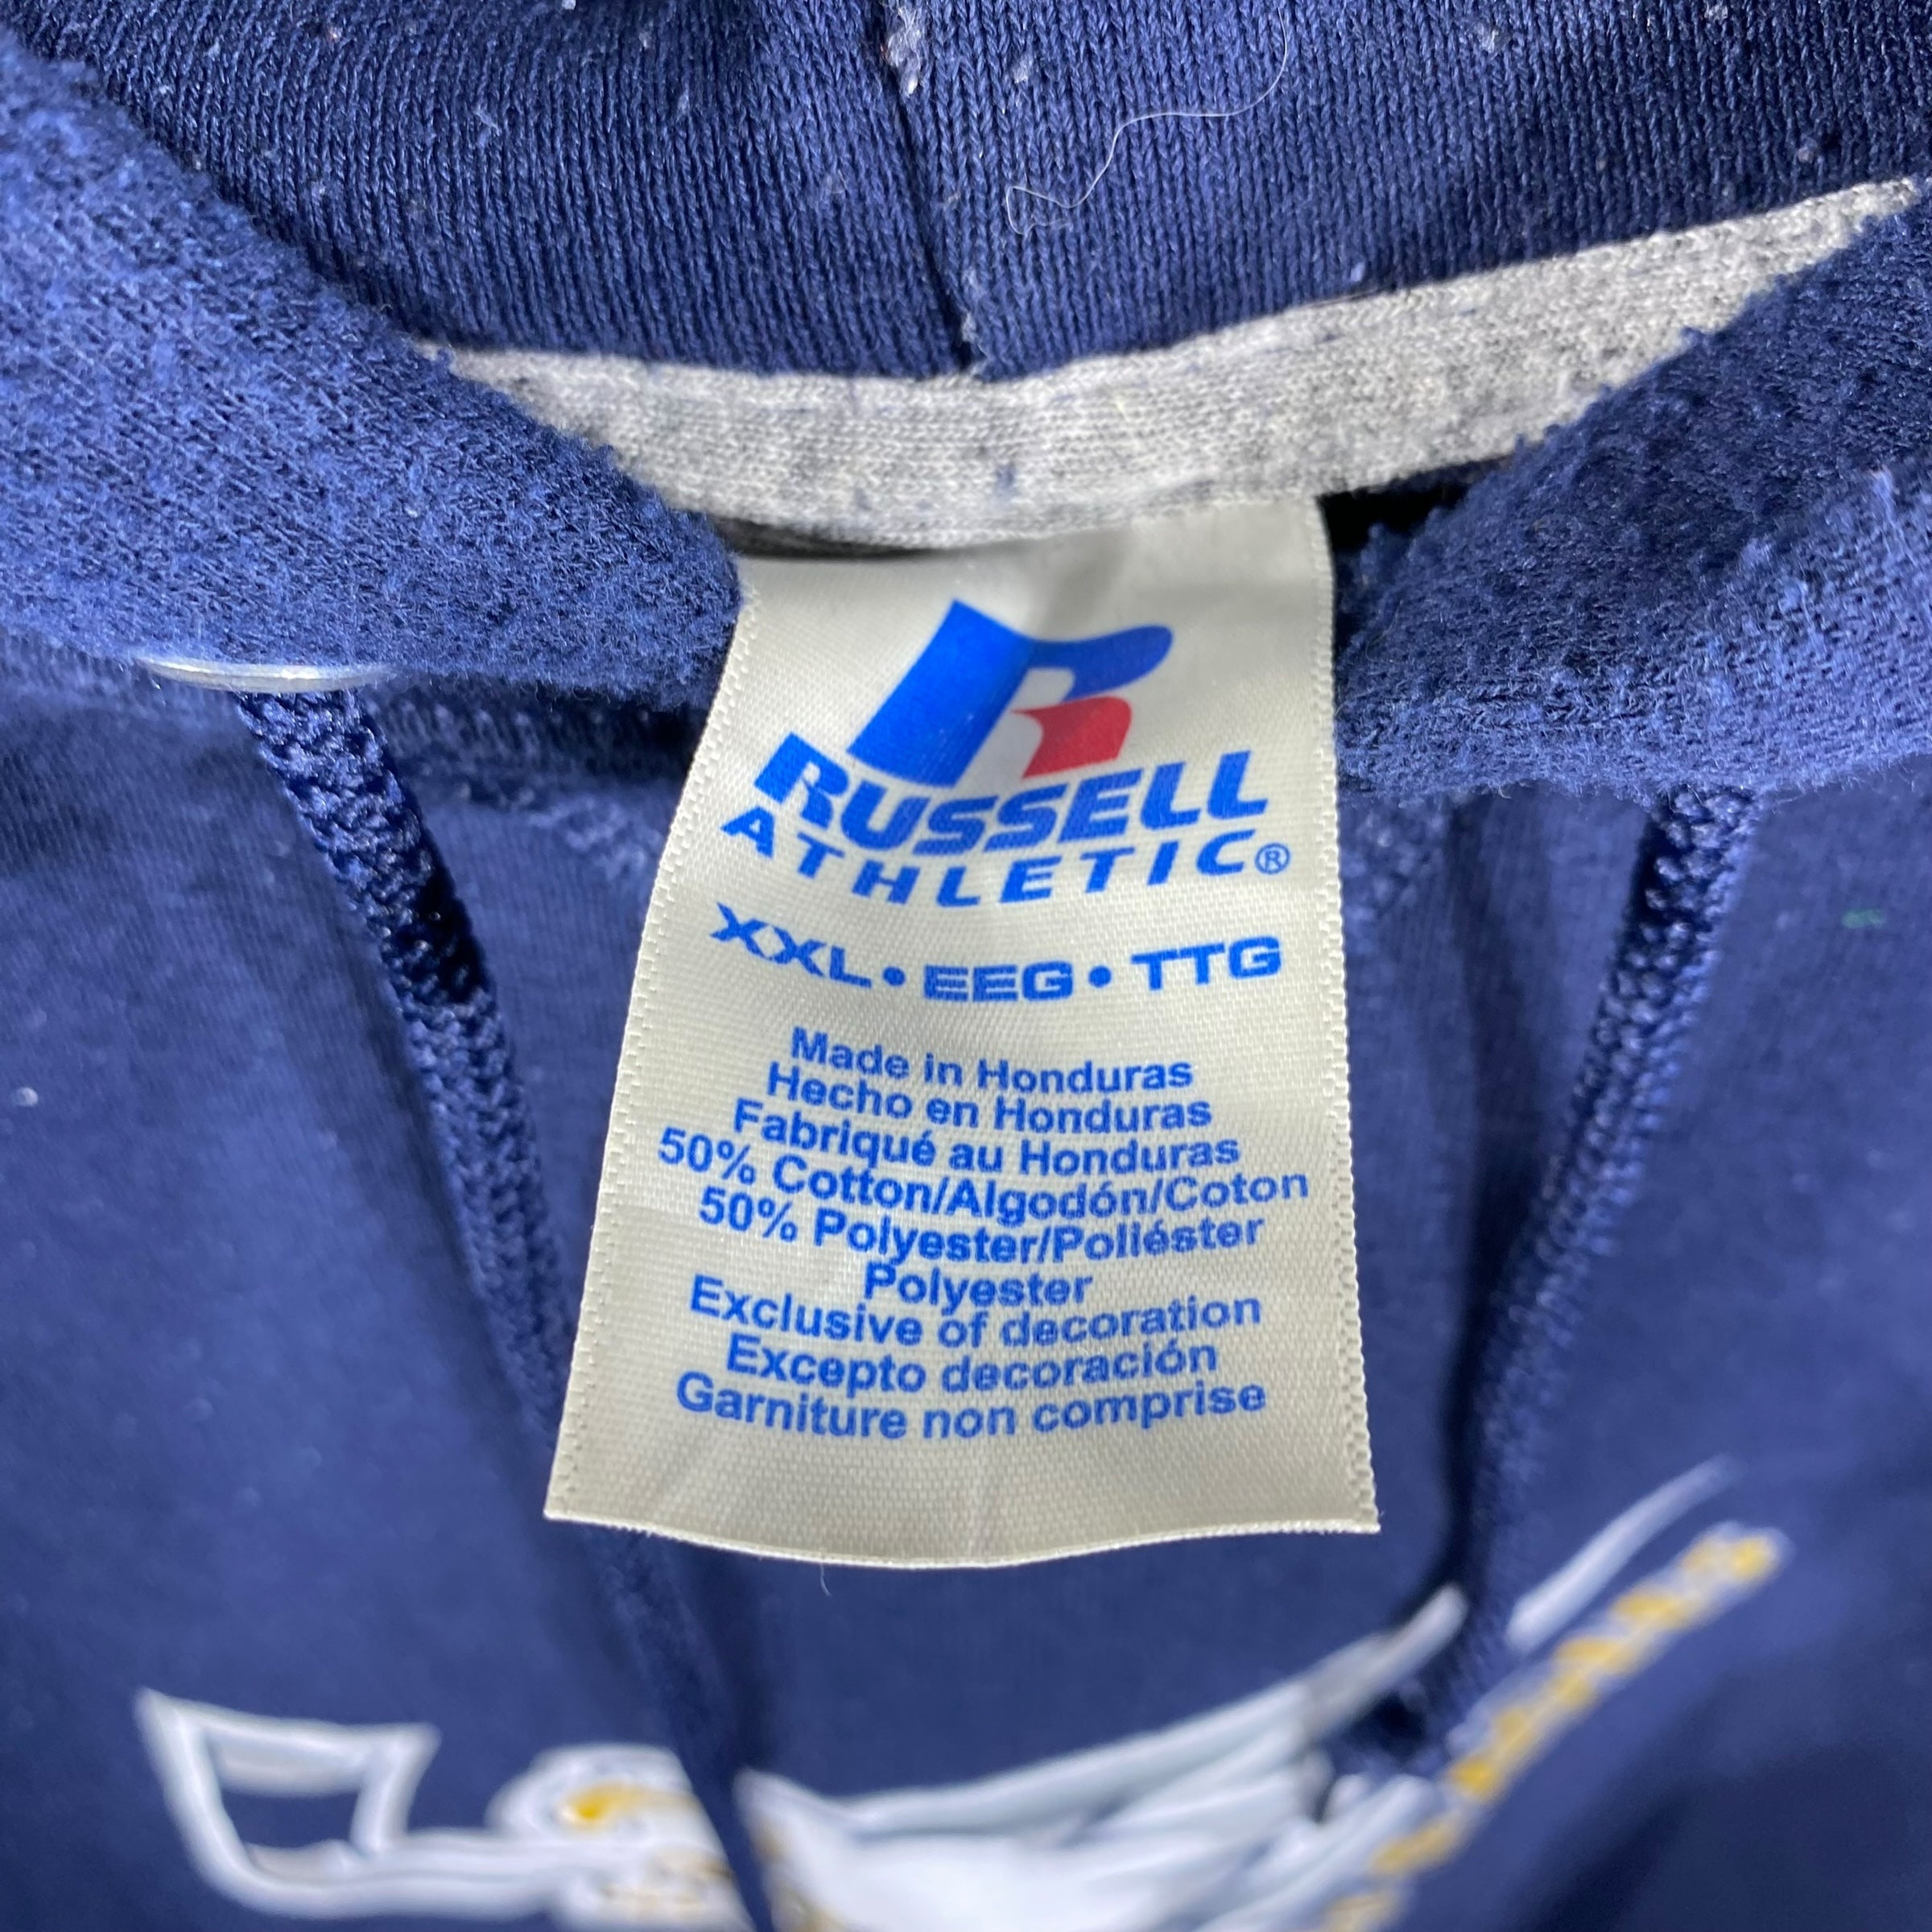 RUSSELL
ATHLETIC®
XXL • EEG • TTG
Made in Honduras
Hecho en Honduras
Fabriqué au Honduras
50% Cotton/Algodón/Coton
50% Polyester/Poliéster
Polyester
Exclusive of decoration
Excepto decoración
Garniture non comprise